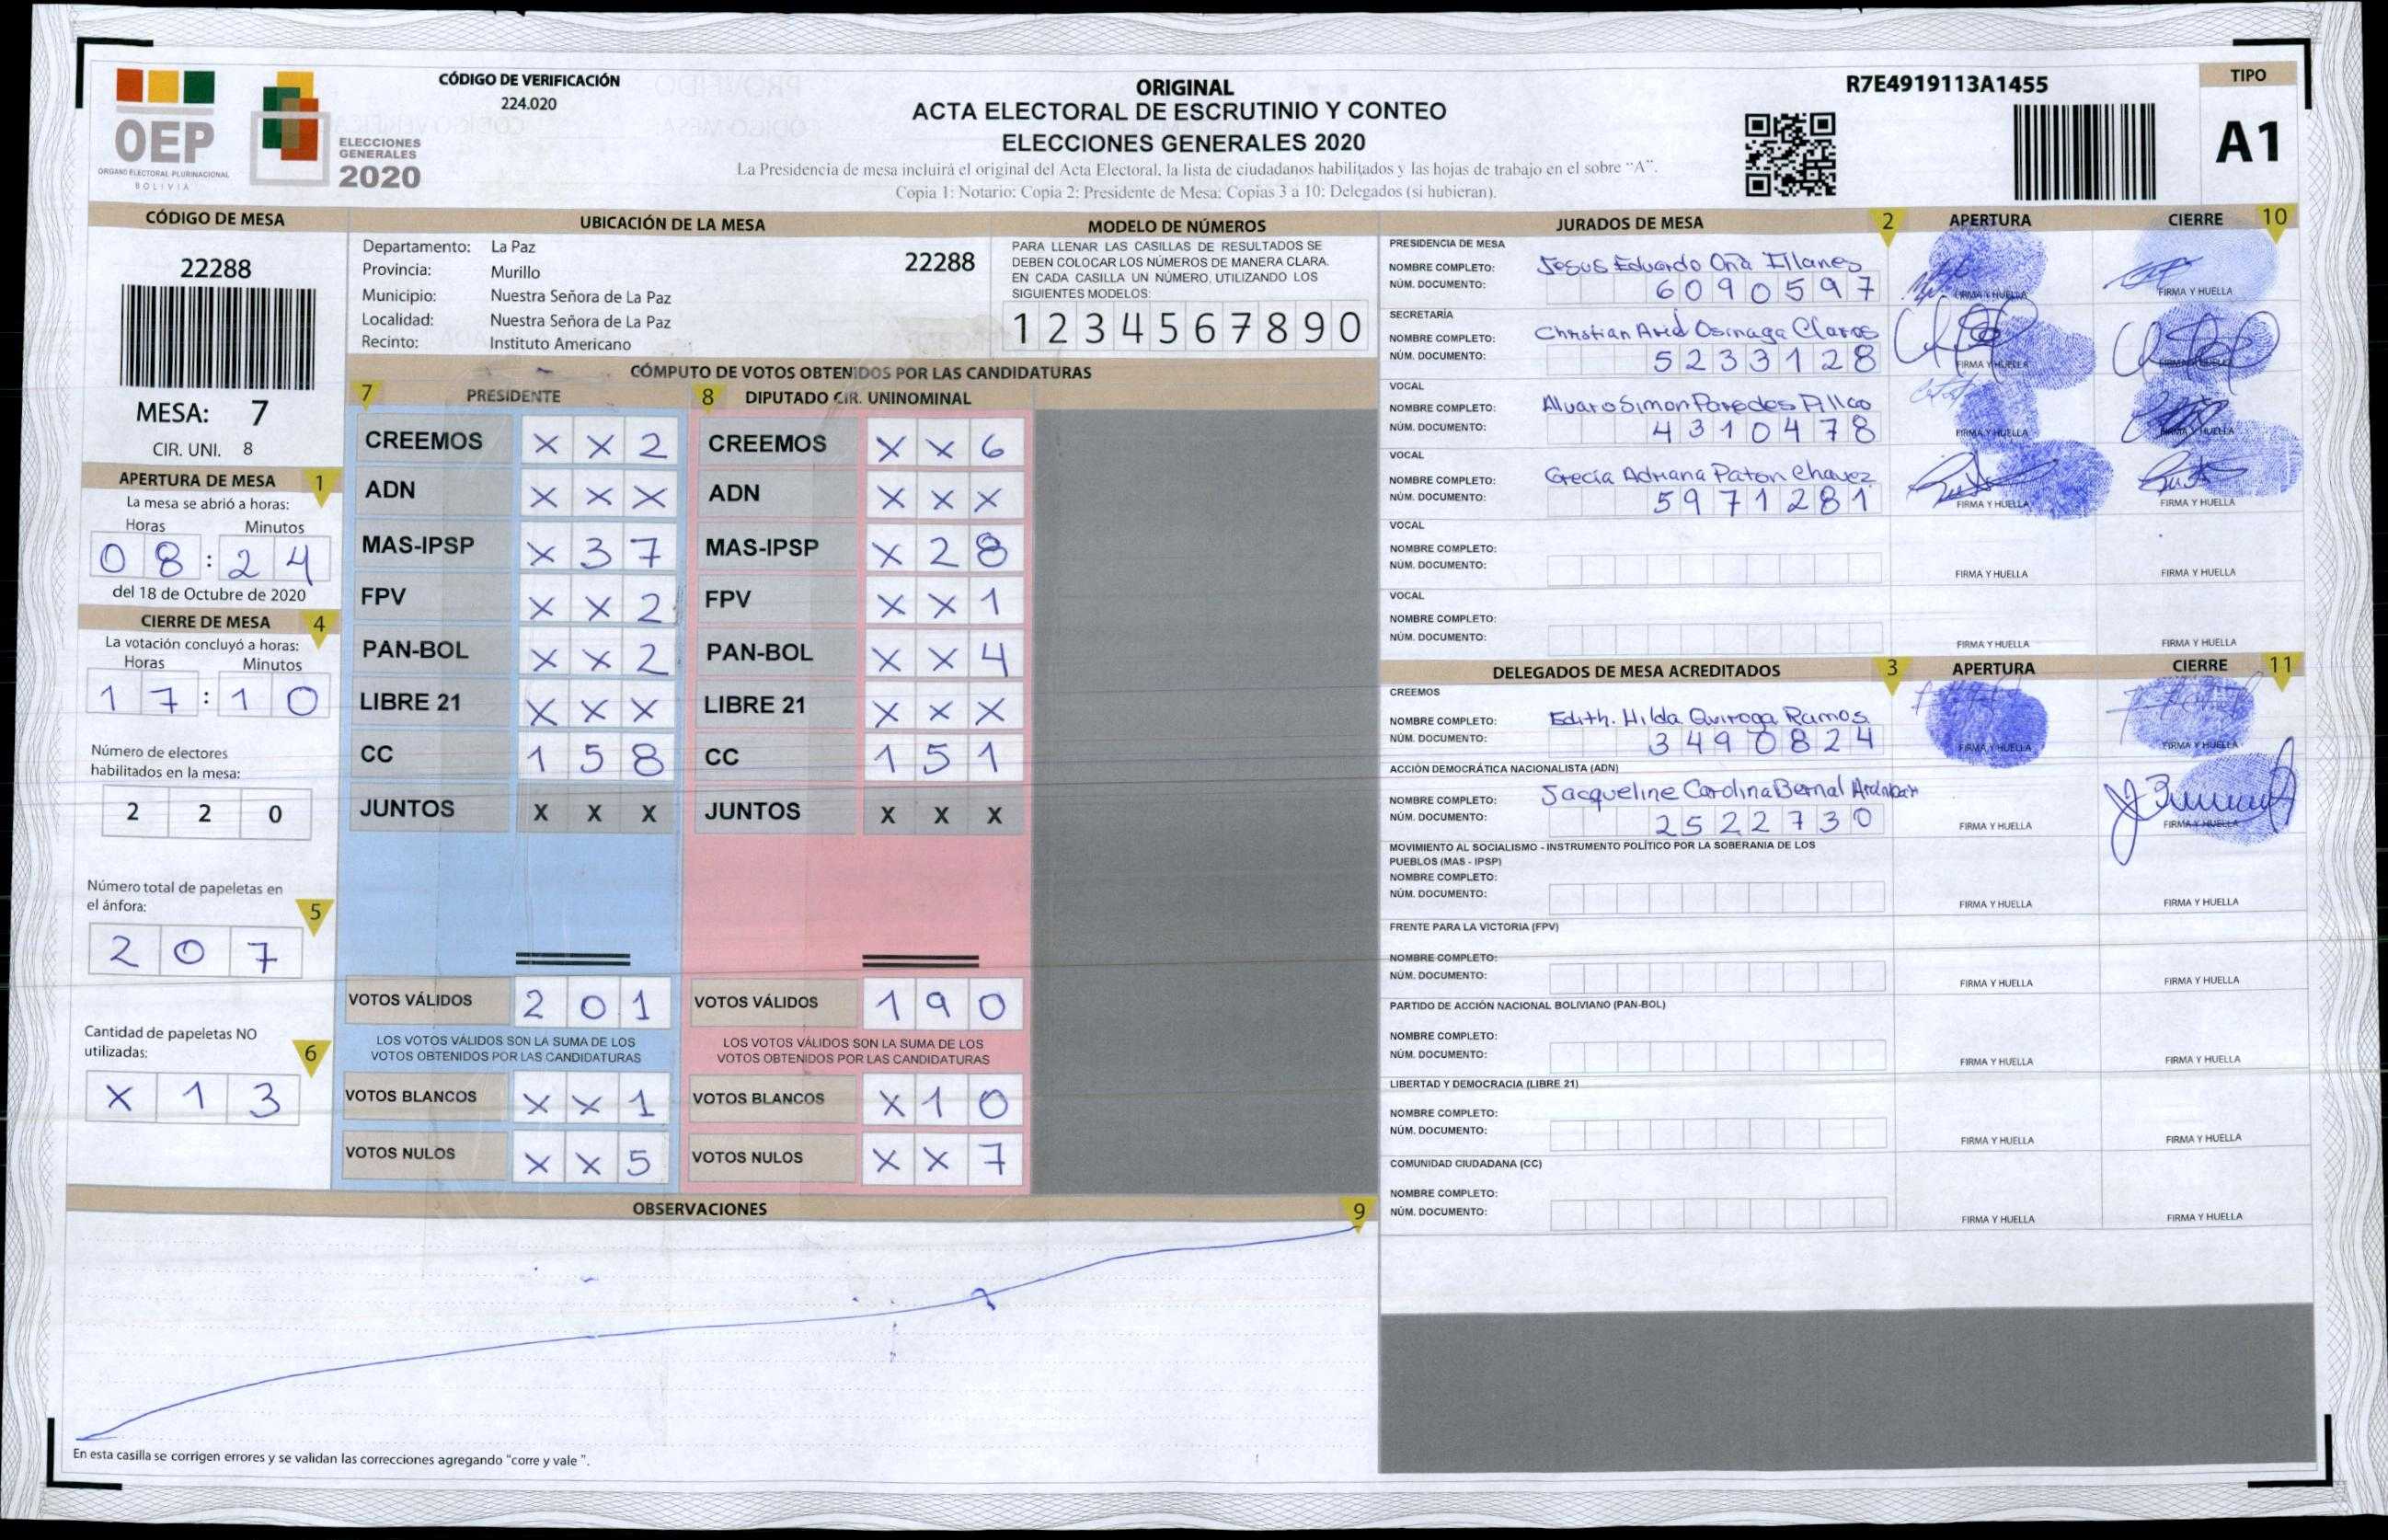 OEP
ÓRGANO ELECTORAL PLURINACIONAL
BOLIVIA
ELECCIONES
GENERALES
2020
CÓDIGO DE VERIFICACIÓN
224.020
ORIGINAL
ACTA ELECTORAL DE ESCRUTINIO Y CONTEO
ELECCIONES GENERALES 2020
La Presidencia de mesa incluirá el original del Acta Electoral, la lista de ciudadanos habilitados y las hojas de trabajo en el sobre "A".
Copia 1: Notario; Copia 2: Presidente de Mesa; Copias 3 a 10: Delegados (si hubieran).
R7E4919113A1455
TIPO
A1
CÓDIGO DE MESA
22288
MESA: 7
CIR. UNI. 8
APERTURA DE MESA 1
La mesa se abrió a horas:
Horas Minutos
08:24
del 18 de Octubre de 2020
CIERRE DE MESA 4
La votación concluyó a horas:
Horas Minutos
17:10
Número de electores
habilitados en la mesa:
2 2 0
Número total de papeletas en
el ánfora:
5
2 0 7
Cantidad de papeletas NO
utilizadas:
6
X 1 3
UBICACIÓN DE LA MESA
Departamento: La Paz 22288
Provincia: Murillo
Municipio: Nuestra Señora de La Paz
Localidad: Nuestra Señora de La Paz
Recinto: Instituto Americano
MODELO DE NÚMEROS
PARA LLENAR LAS CASILLAS DE RESULTADOS SE
DEBEN COLOCAR LOS NÚMEROS DE MANERA CLARA.
EN CADA CASILLA UN NÚMERO, UTILIZANDO LOS
SIGUIENTES MODELOS:
1 2 3 4 5 6 7 8 9 0
CÓMPUTO DE VOTOS OBTENIDOS POR LAS CANDIDATURAS
7 PRESIDENTE
CREEMOS X X 2
ADN X X X
MAS-IPSP X 3 7
FPV X X 2
PAN-BOL X X 2
LIBRE 21 X X X
CC 1 5 8
JUNTOS X X X
VOTOS VÁLIDOS 2 0 1
LOS VOTOS VÁLIDOS SON LA SUMA DE LOS
VOTOS OBTENIDOS POR LAS CANDIDATURAS
VOTOS BLANCOS X X 1
VOTOS NULOS X X 5
8 DIPUTADO CIR. UNINOMINAL
CREEMOS X X 6
ADN X X X
MAS-IPSP X 2 8
FPV X X 1
PAN-BOL X X 4
LIBRE 21 X X X
CC 1 5 1
JUNTOS X X X
VOTOS VÁLIDOS 1 9 0
LOS VOTOS VÁLIDOS SON LA SUMA DE LOS
VOTOS OBTENIDOS POR LAS CANDIDATURAS
VOTOS BLANCOS X 1 0
VOTOS NULOS X X 7
OBSERVACIONES 9
En esta casilla se corrigen errores y se validan las correcciones agregando "corre y vale ".
JURADOS DE MESA 2 APERTURA CIERRE 10
PRESIDENCIA DE MESA
NOMBRE COMPLETO: Jesus Eduardo Oña Illanes
NÚM. DOCUMENTO: 6090597
FIRMA Y HUELLA FIRMA Y HUELLA
SECRETARÍA
NOMBRE COMPLETO: Christian Ariel Osinaga Claros
NÚM. DOCUMENTO: 5233128
FIRMA Y HUELLA FIRMA Y HUELLA
VOCAL
NOMBRE COMPLETO: Alvaro Simon Paredes Pillco
NÚM. DOCUMENTO: 4310478
FIRMA Y HUELLA FIRMA Y HUELLA
VOCAL
NOMBRE COMPLETO: Grecia Adriana Paton Chavez
NÚM. DOCUMENTO: 5971281
FIRMA Y HUELLA FIRMA Y HUELLA
VOCAL
NOMBRE COMPLETO:
NÚM. DOCUMENTO:
FIRMA Y HUELLA FIRMA Y HUELLA
VOCAL
NOMBRE COMPLETO:
NÚM. DOCUMENTO:
FIRMA Y HUELLA FIRMA Y HUELLA
DELEGADOS DE MESA ACREDITADOS 3 APERTURA CIERRE 11
CREEMOS
NOMBRE COMPLETO: Edith. Hilda Quiroga Ramos
NÚM. DOCUMENTO: 3490824
FIRMA Y HUELLA FIRMA Y HUELLA
ACCIÓN DEMOCRÁTICA NACIONALISTA (ADN)
NOMBRE COMPLETO: Jacqueline Carolina Bernal
NÚM. DOCUMENTO: 2522730
FIRMA Y HUELLA FIRMA Y HUELLA
MOVIMIENTO AL SOCIALISMO - INSTRUMENTO POLÍTICO POR LA SOBERANIA DE LOS
PUEBLOS (MAS - IPSP)
NOMBRE COMPLETO:
NÚM. DOCUMENTO:
FIRMA Y HUELLA FIRMA Y HUELLA
FRENTE PARA LA VICTORIA (FPV)
NOMBRE COMPLETO:
NÚM. DOCUMENTO:
FIRMA Y HUELLA FIRMA Y HUELLA
PARTIDO DE ACCIÓN NACIONAL BOLIVIANO (PAN-BOL)
NOMBRE COMPLETO:
NÚM. DOCUMENTO:
FIRMA Y HUELLA FIRMA Y HUELLA
LIBERTAD Y DEMOCRACIA (LIBRE 21)
NOMBRE COMPLETO:
NÚM. DOCUMENTO:
FIRMA Y HUELLA FIRMA Y HUELLA
COMUNIDAD CIUDADANA (CC)
NOMBRE COMPLETO:
NÚM. DOCUMENTO:
FIRMA Y HUELLA FIRMA Y HUELLA